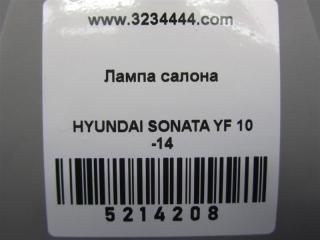 www.3234444.com
Лампа салона
HYUNDAI SONATA YF 10
-14
5214208